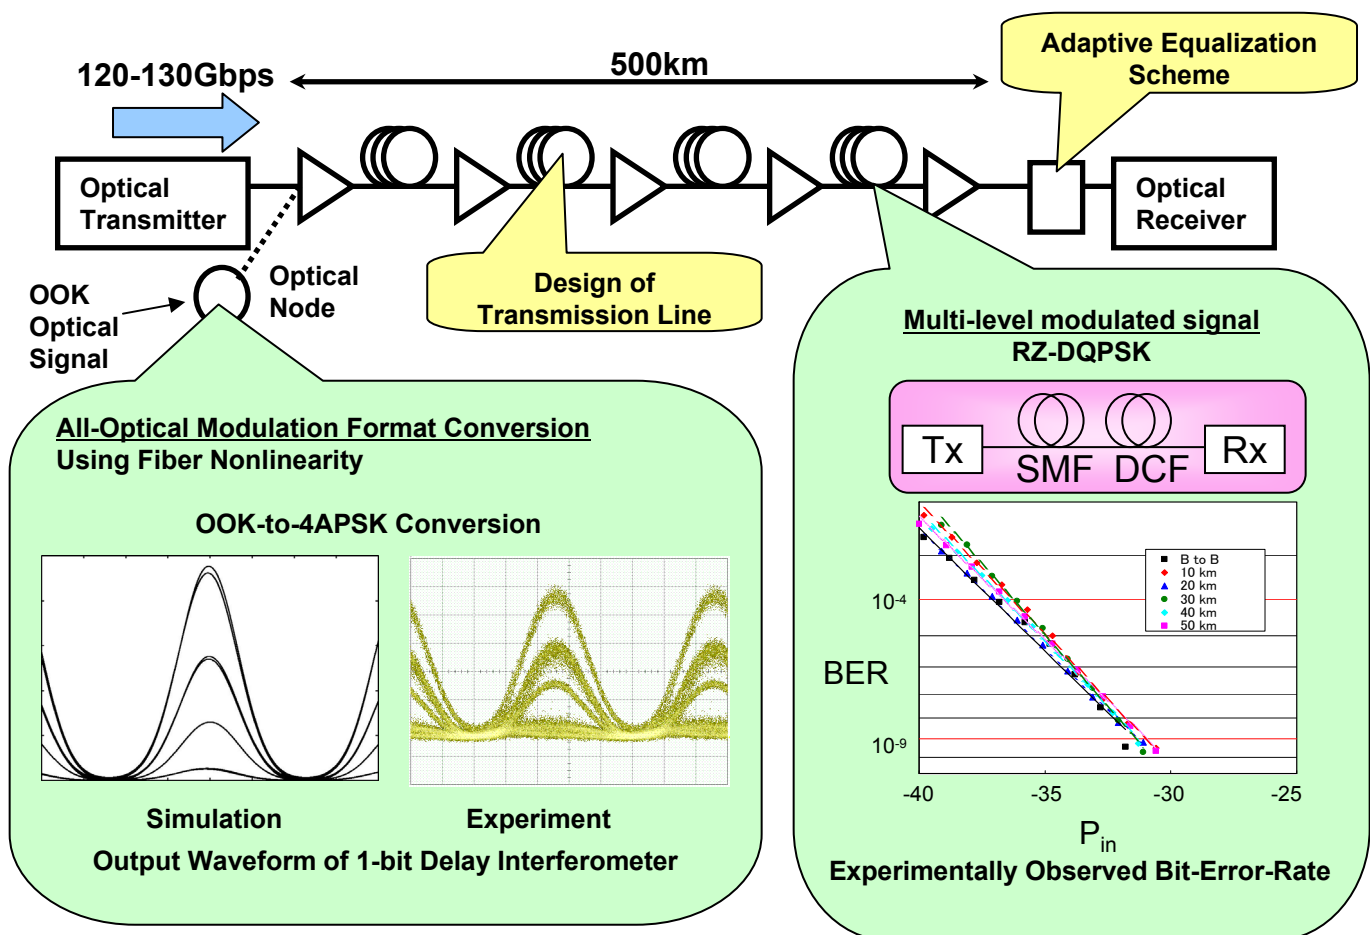 120-130Gbps
500km
Adaptive Equalization
Scheme
Optical
Transmitter
Optical
Receiver
OOK
Optical
Signal
Optical
Node
Design of
Transmission Line
All-Optical Modulation Format Conversion
Using Fiber Nonlinearity
OOK-to-4APSK Conversion
Simulation
Experiment
Output Waveform of 1-bit Delay Interferometer
Multi-level modulated signal
RZ-DQPSK
Tx
SMF
DCF
Rx
B to B
10 km
20 km
30 km
40 km
50 km
10-4
BER
10-9
-40
-35
-30
-25
Pin
Experimentally Observed Bit-Error-Rate